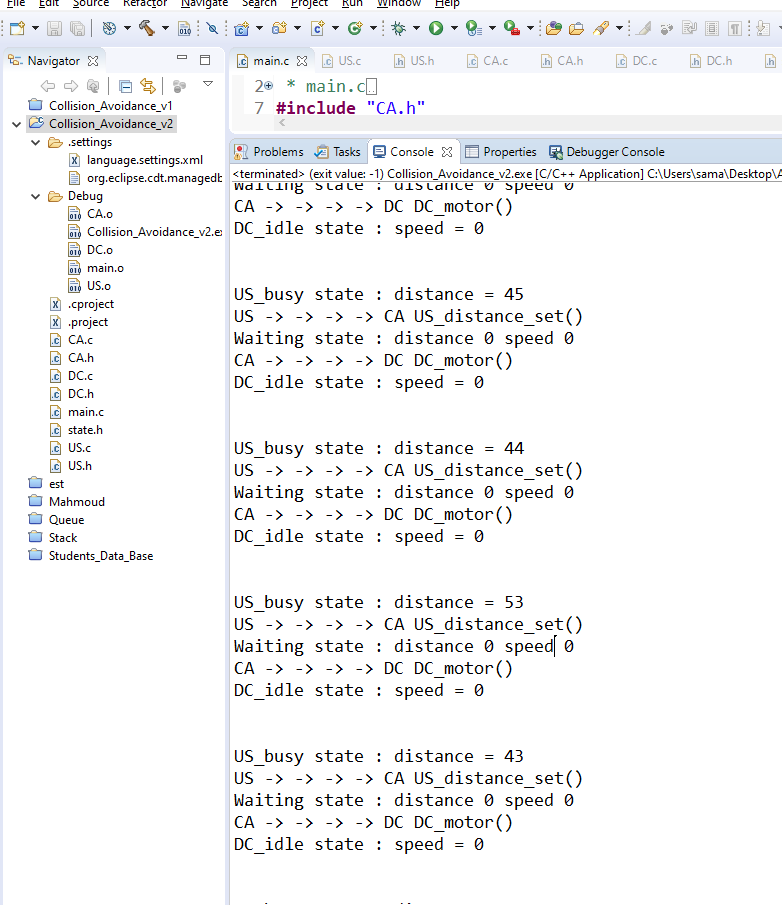 File Edit Source Refactor Navigate Search Project Run Window Help
Navigator
Collision_Avoidance_v1
Collision_Avoidance_v2
.settings
language.settings.xml
org.eclipse.cdt.managedb
Debug
CA.o
Collision_Avoidance_v2.ex
DC.o
main.o
US.o
.cproject
.project
CA.c
CA.h
DC.c
DC.h
main.c
state.h
US.c
US.h
est
Mahmoud
Queue
Stack
Students_Data_Base
main.c US.c US.h CA.c CA.h DC.c DC.h
2 * main.c
7 #include "CA.h"
Problems Tasks Console Properties Debugger Console
<terminated> (exit value: -1) Collision_Avoidance_v2.exe [C/C++ Application] C:\Users\sama\Desktop\A
Waiting state : distance 0 speed 0
CA -> -> -> -> DC DC_motor()
DC_idle state : speed = 0
US_busy state : distance = 45
US -> -> -> -> CA US_distance_set()
Waiting state : distance 0 speed 0
CA -> -> -> -> DC DC_motor()
DC_idle state : speed = 0
US_busy state : distance = 44
US -> -> -> -> CA US_distance_set()
Waiting state : distance 0 speed 0
CA -> -> -> -> DC DC_motor()
DC_idle state : speed = 0
US_busy state : distance = 53
US -> -> -> -> CA US_distance_set()
Waiting state : distance 0 speed 0
CA -> -> -> -> DC DC_motor()
DC_idle state : speed = 0
US_busy state : distance = 43
US -> -> -> -> CA US_distance_set()
Waiting state : distance 0 speed 0
CA -> -> -> -> DC DC_motor()
DC_idle state : speed = 0